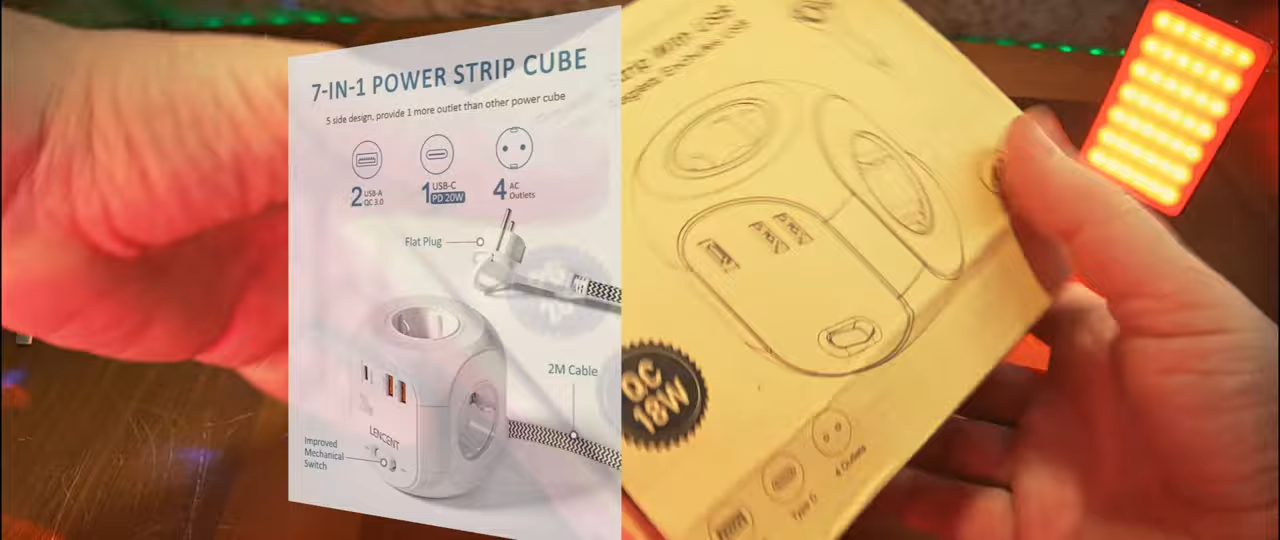 7-IN-1 POWER STRIP CUBE
5 side design, provide 1 more outlet than other power cube
2 USB-A
QC 3.0
1 USB-C
PD 20W
4 AC
Outlets
Flat Plug
2M Cable
LENCENT
Improved
Mechanical
Switch
QC
18W
Type C
4 Outlets